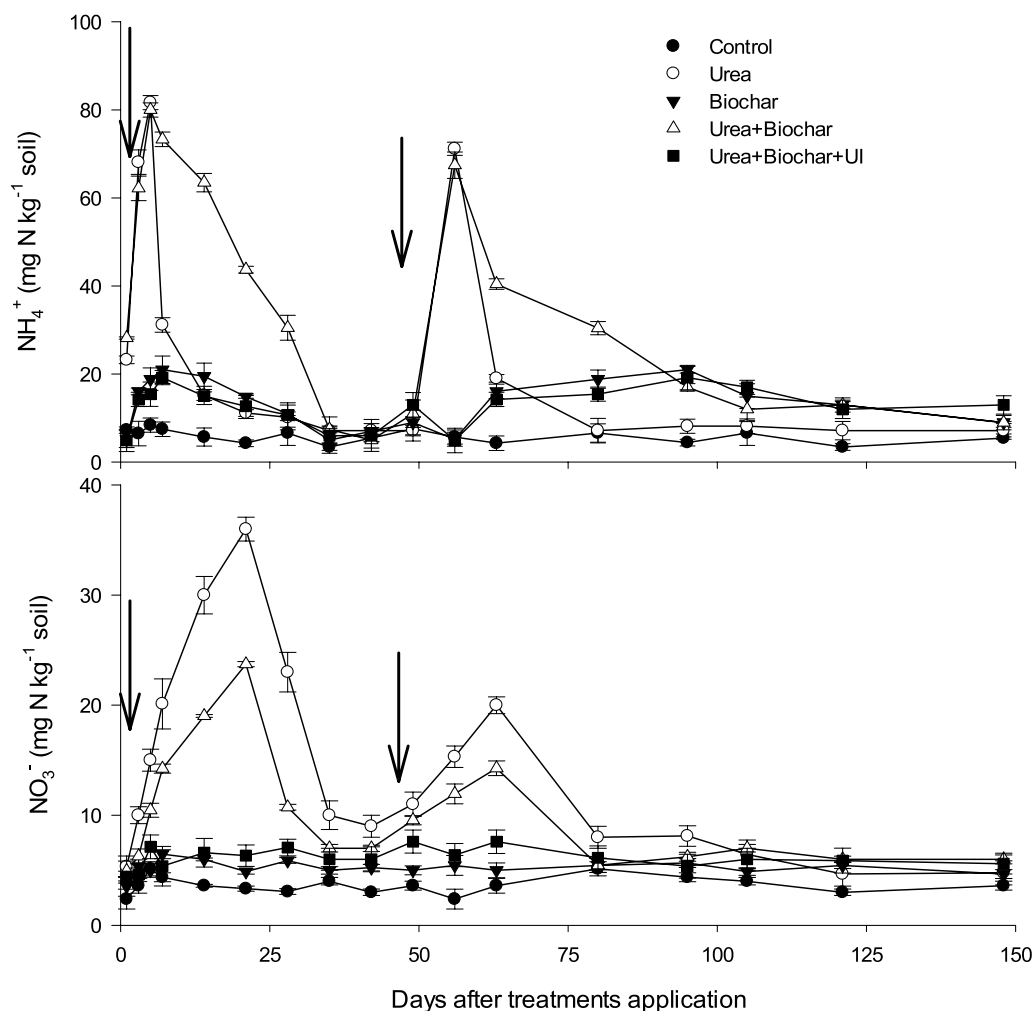 100
80
60
40
20
0
NH₄⁺ (mg N kg⁻¹ soil)
Control
Urea
Biochar
Urea+Biochar
Urea+Biochar+UI
40
30
20
10
0
NO₃⁻ (mg N kg⁻¹ soil)
0 25 50 75 100 125 150
Days after treatments application